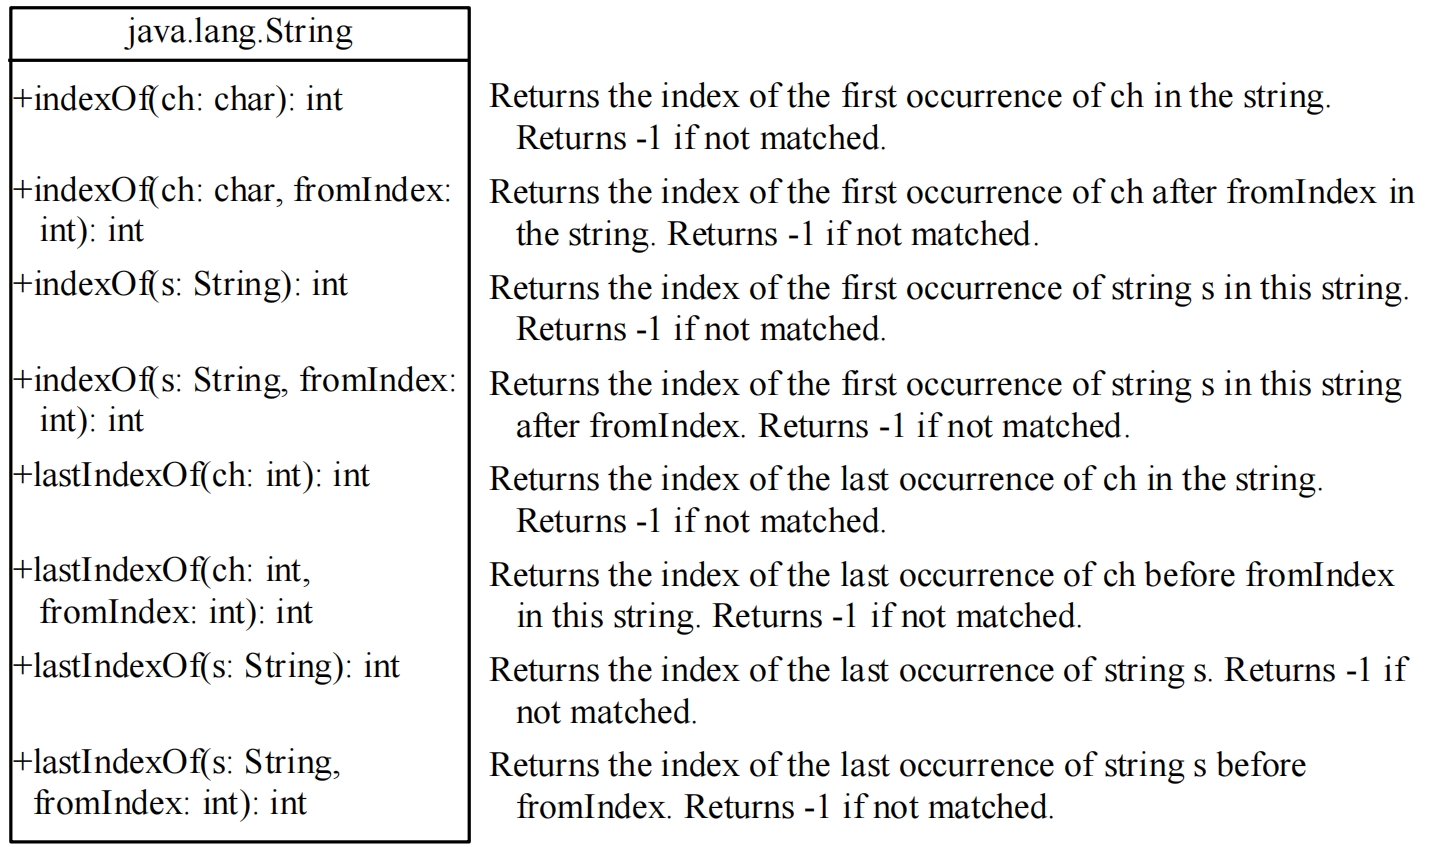 java.lang.String
+indexOf(ch: char): int
Returns the index of the first occurrence of ch in the string.
Returns -1 if not matched.
+indexOf(ch: char, fromIndex:
int): int
Returns the index of the first occurrence of ch after fromIndex in
the string. Returns -1 if not matched.
+indexOf(s: String): int
Returns the index of the first occurrence of string s in this string.
Returns -1 if not matched.
+indexOf(s: String, fromIndex:
int): int
Returns the index of the first occurrence of string s in this string
after fromIndex. Returns -1 if not matched.
+lastIndexOf(ch: int): int
Returns the index of the last occurrence of ch in the string.
Returns -1 if not matched.
+lastIndexOf(ch: int,
fromIndex: int): int
Returns the index of the last occurrence of ch before fromIndex
in this string. Returns -1 if not matched.
+lastIndexOf(s: String): int
Returns the index of the last occurrence of string s. Returns -1 if
not matched.
+lastIndexOf(s: String,
fromIndex: int): int
Returns the index of the last occurrence of string s before
fromIndex. Returns -1 if not matched.